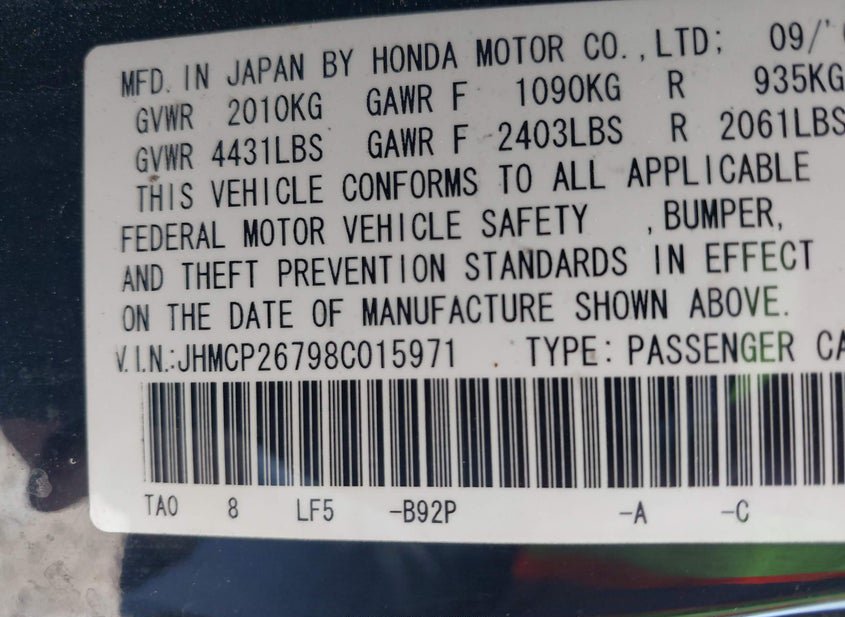 MFD. IN JAPAN BY HONDA MOTOR CO., LTD; 09/'
GVWR 2010KG GAWR F 1090KG R 935KG
GVWR 4431LBS GAWR F 2403LBS R 2061LBS
THIS VEHICLE CONFORMS TO ALL APPLICABLE
FEDERAL MOTOR VEHICLE SAFETY , BUMPER,
AND THEFT PREVENTION STANDARDS IN EFFECT
ON THE DATE OF MANUFACTURE SHOWN ABOVE.
V.I.N.:JHMCP26798C015971 TYPE: PASSENGER CA
TA0 8 LF5 -B92P -A -C